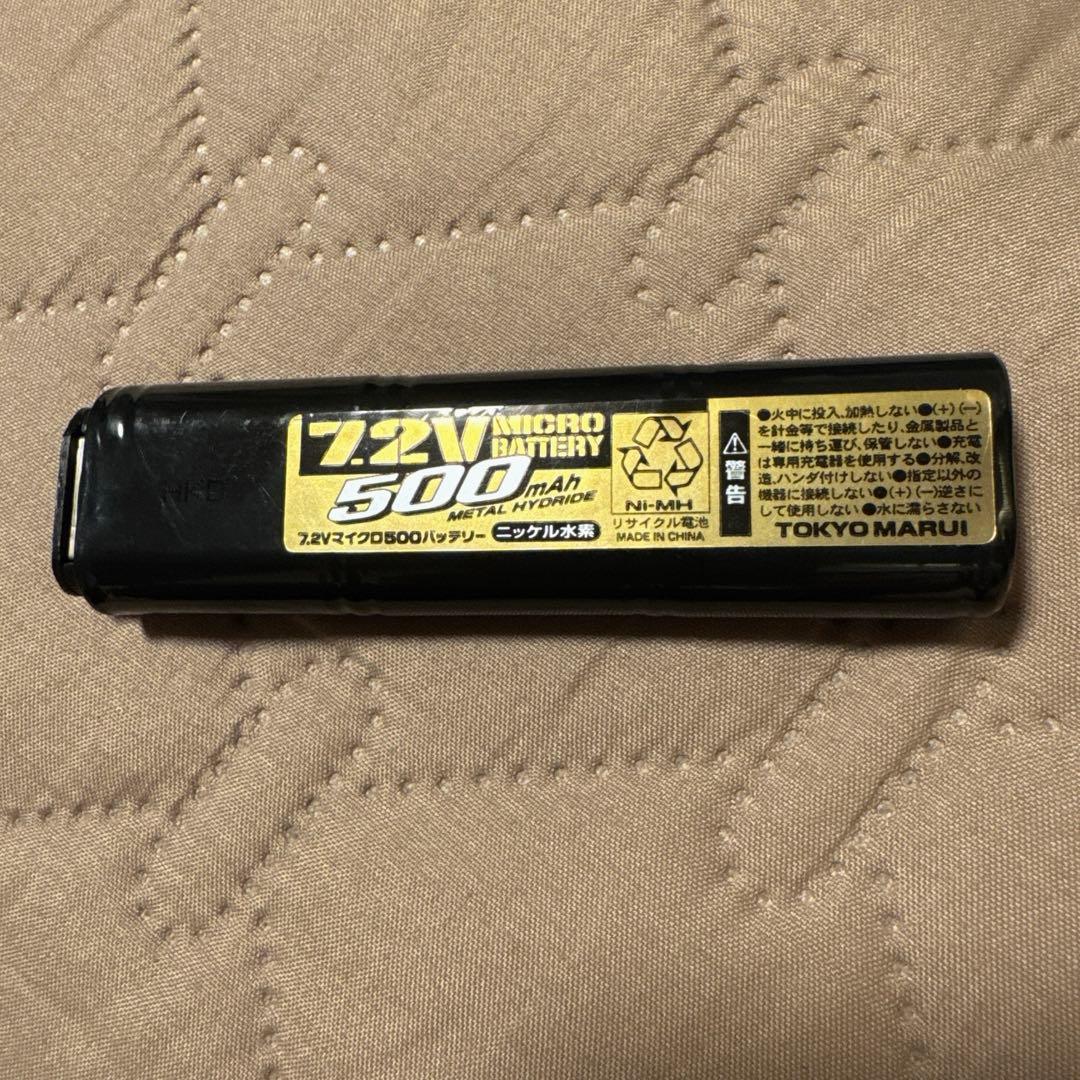 7.2V MICRO BATTERY
500mAh
METAL HYDRIDE
7.2Vマイクロ500バッテリー ニッケル水素
Ni-MH
リサイクル電池
MADE IN CHINA
⚠警告
●火中に投入、加熱しない●(+)(−)
を針金等で接続したり、金属製品と
一緒に持ち運び、保管しない●充電
は専用充電器を使用する●分解、改
造、ハンダ付けしない●指定以外の
機器に接続しない●(+)(−)逆さに
して使用しない●水に濡らさない
TOKYO MARUI